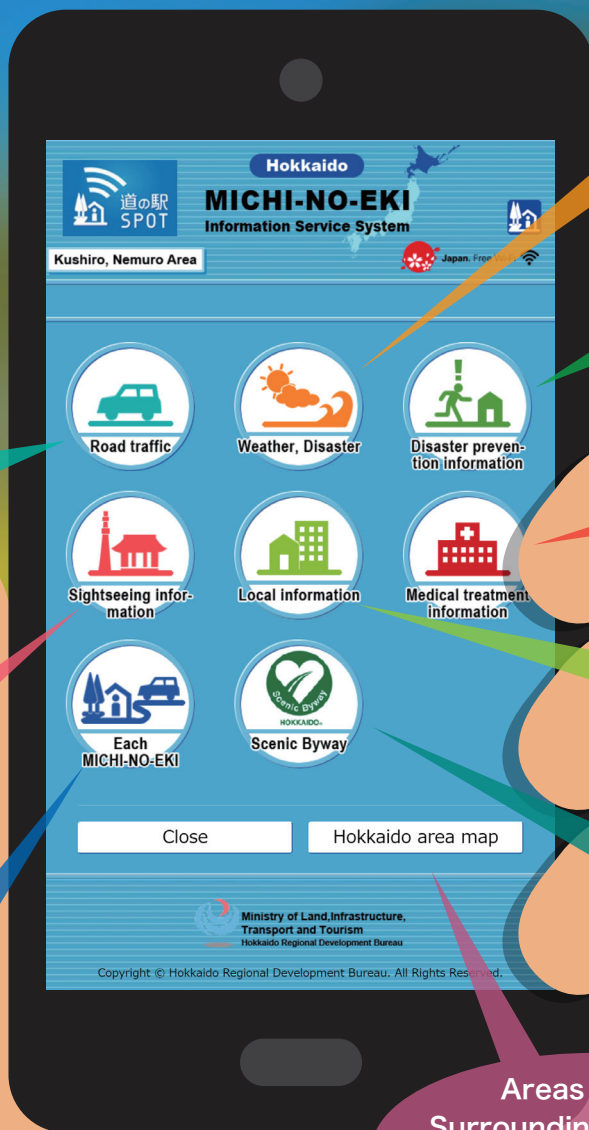 道の駅
SPOT
Hokkaido
MICHI-NO-EKI
Information Service System
Kushiro, Nemuro Area
Japan. Free Wi-Fi
Road traffic
Weather, Disaster
Disaster preven-
tion information
Sightseeing infor-
mation
Local information
Medical treatment
information
Each
MICHI-NO-EKI
Scenic Byway
HOKKAIDO
Scenic Byway
Close
Hokkaido area map
Ministry of Land,Infrastructure,
Transport and Tourism
Hokkaido Regional Development Bureau
Copyright © Hokkaido Regional Development Bureau. All Rights Reserved.
Areas